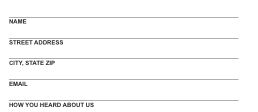 NAME
STREET ADDRESS
CITY, STATE ZIP
EMAIL
HOW YOU HEARD ABOUT US